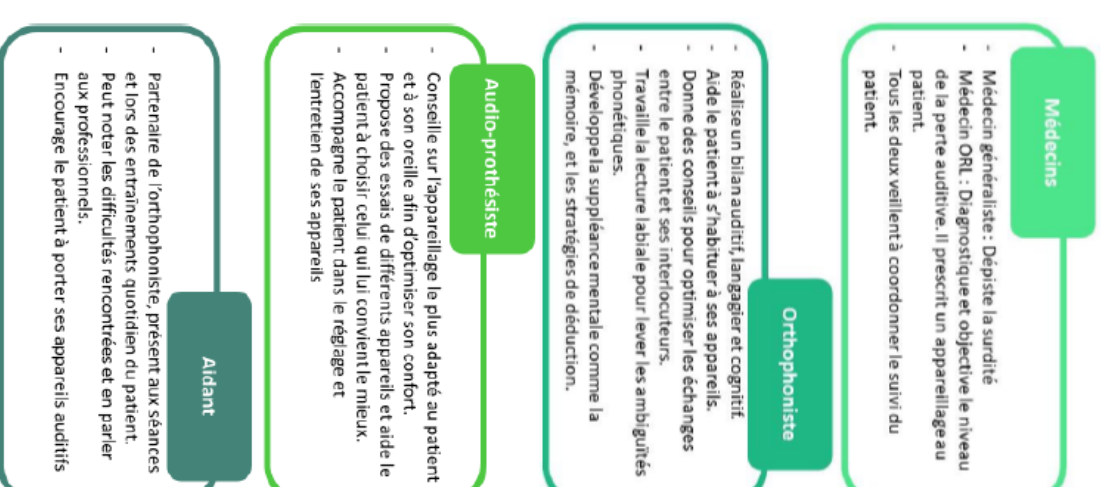 Médecins
- Médecin généraliste : Dépiste la surdité
- Médecin ORL : Diagnostique et objective le niveau
de la perte auditive. Il prescrit un appareillage au
patient.
- Tous les deux veillent à coordonner le suivi du
patient.
Orthophoniste
- Réalise un bilan auditif, langagier et cognitif.
- Aide le patient à s'habituer à ses appareils.
- Donne des conseils pour optimiser les échanges
entre le patient et ses interlocuteurs.
- Travaille la lecture labiale pour lever les ambiguïtés
phonétiques.
- Développe la suppléance mentale comme la
mémoire, et les stratégies de déduction.
Audio-prothésiste
- Conseille sur l'appareillage le plus adapté au patient
et à son oreille afin d'optimiser son confort.
- Propose des essais de différents appareils et aide le
patient à choisir celui qui lui convient le mieux.
- Accompagne le patient dans le réglage et
l'entretien de ses appareils
Aidant
- Partenaire de l'orthophoniste, présent aux séances
et lors des entraînements quotidien du patient.
- Peut noter les difficultés rencontrées et en parler
aux professionnels.
- Encourage le patient à porter ses appareils auditifs